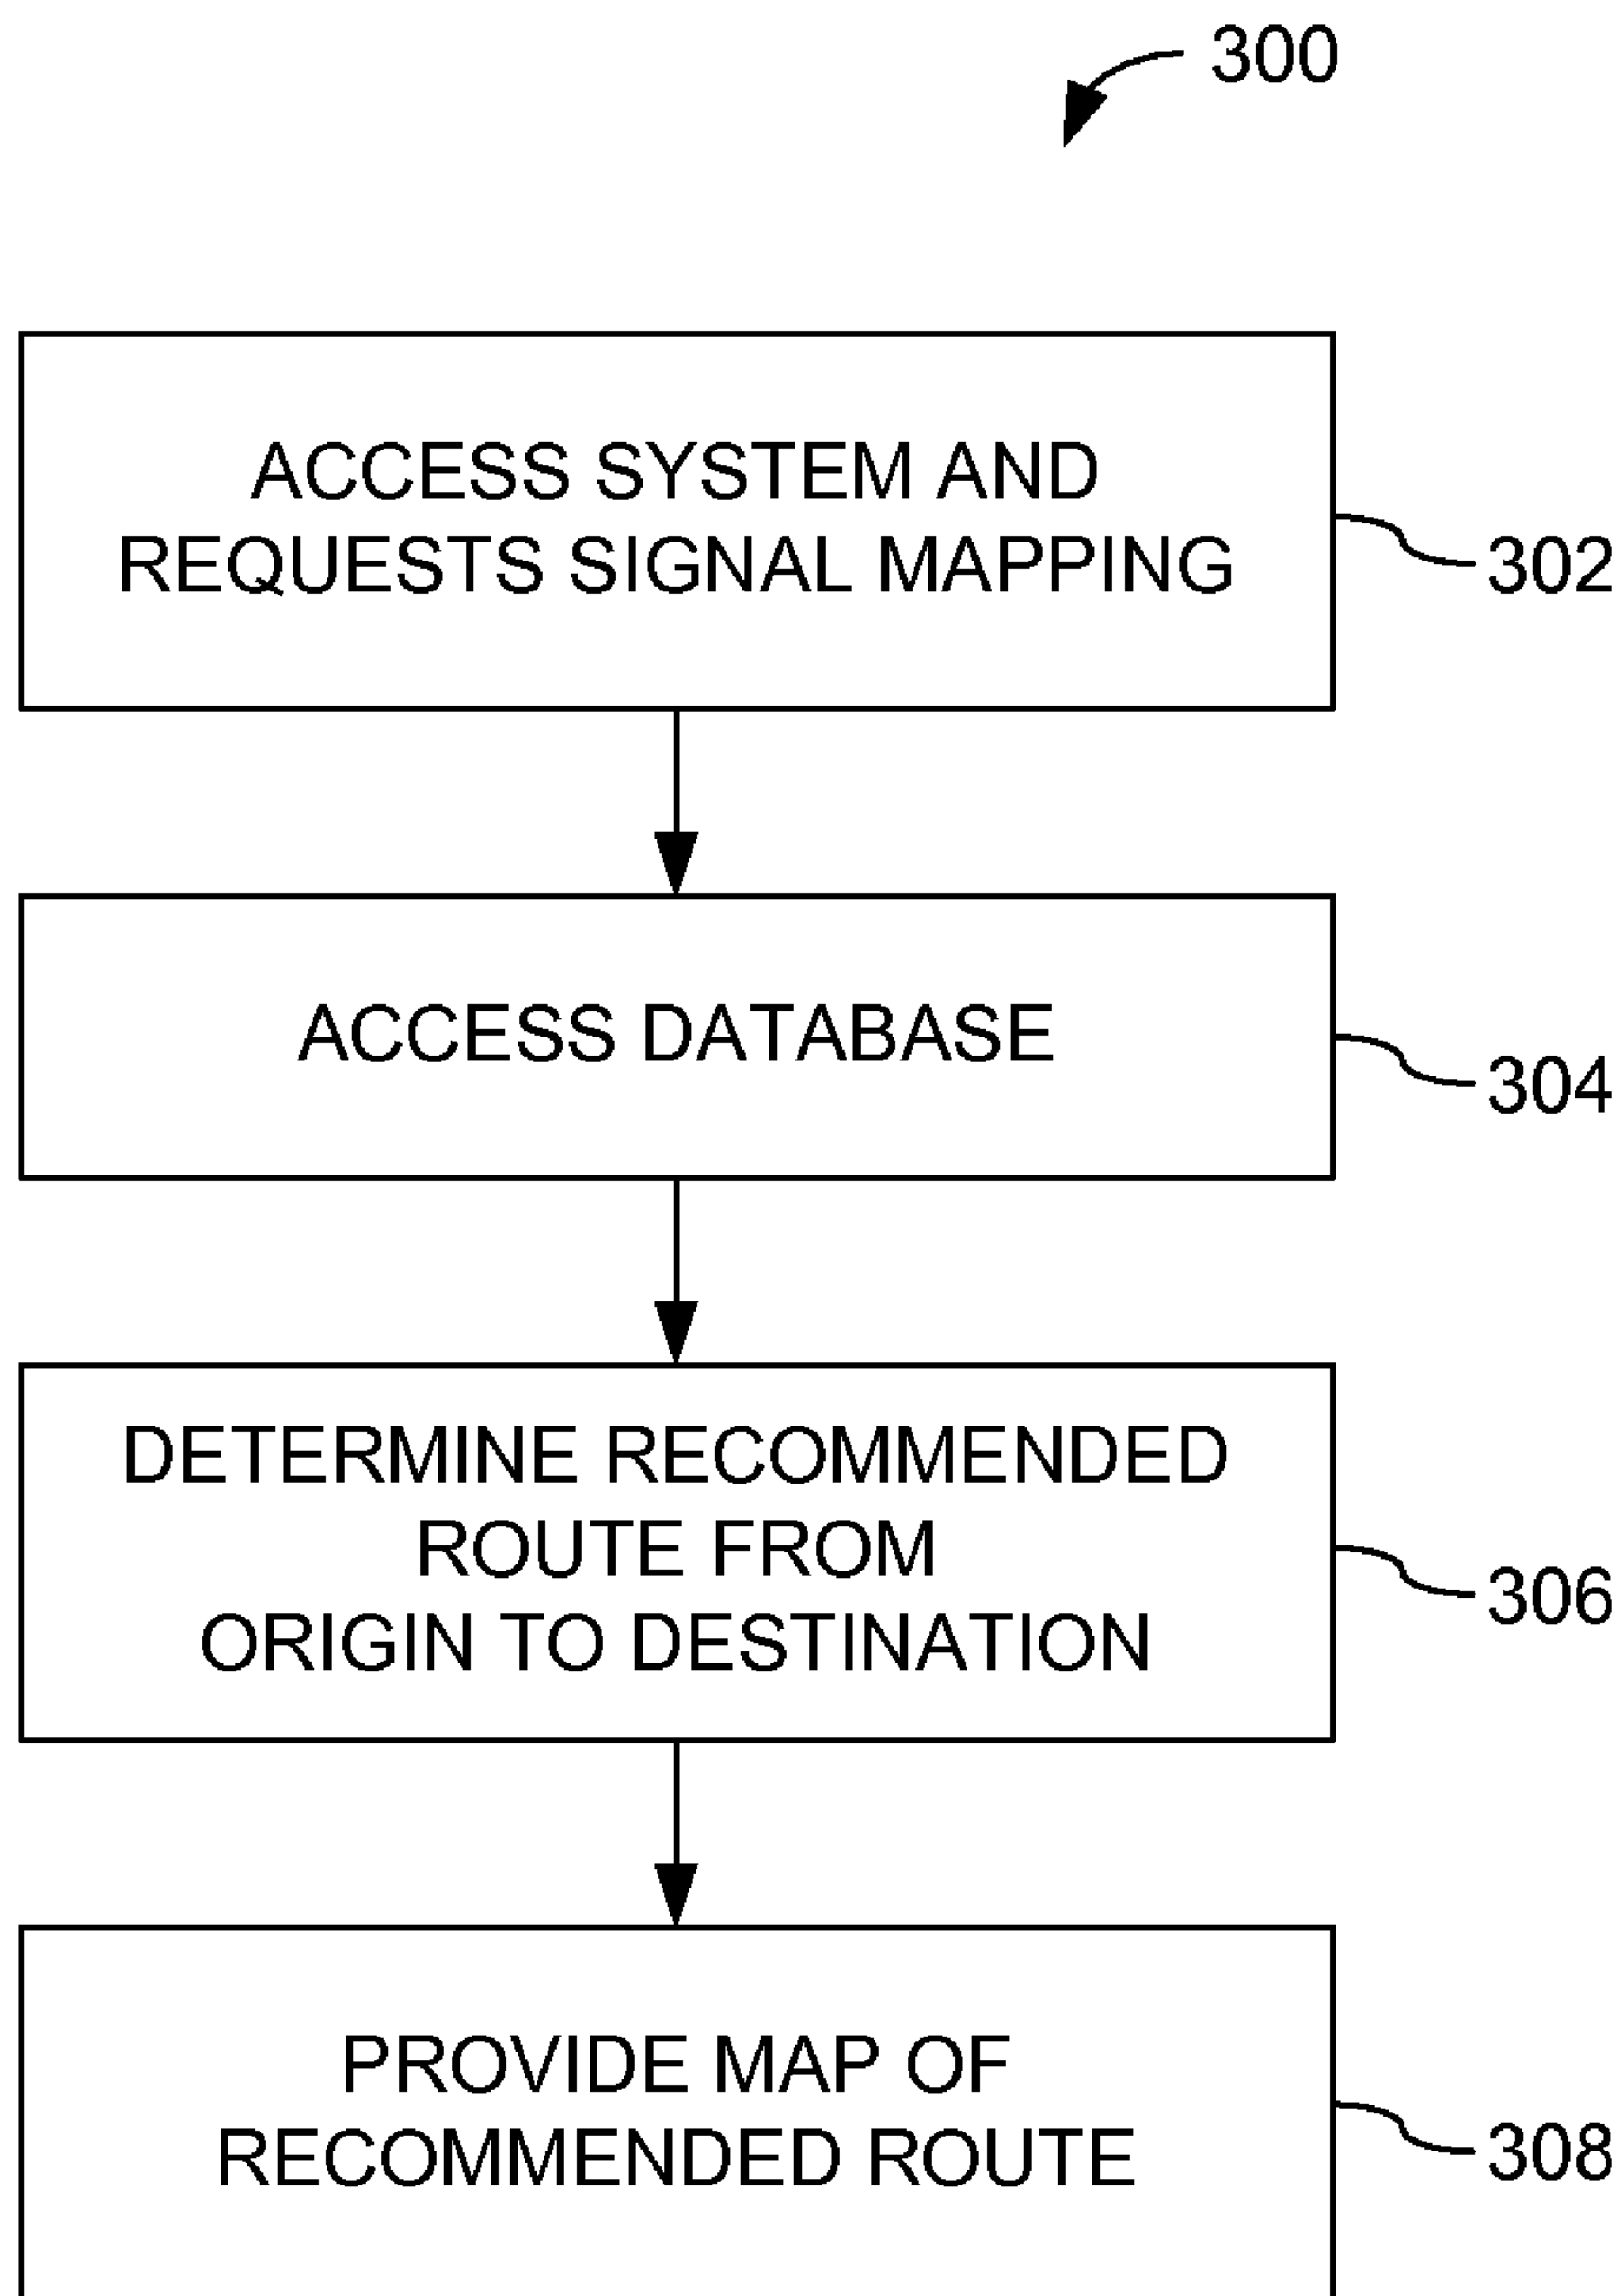 300
ACCESS SYSTEM AND
REQUESTS SIGNAL MAPPING
302
ACCESS DATABASE
304
DETERMINE RECOMMENDED
ROUTE FROM
ORIGIN TO DESTINATION
306
PROVIDE MAP OF
RECOMMENDED ROUTE
308